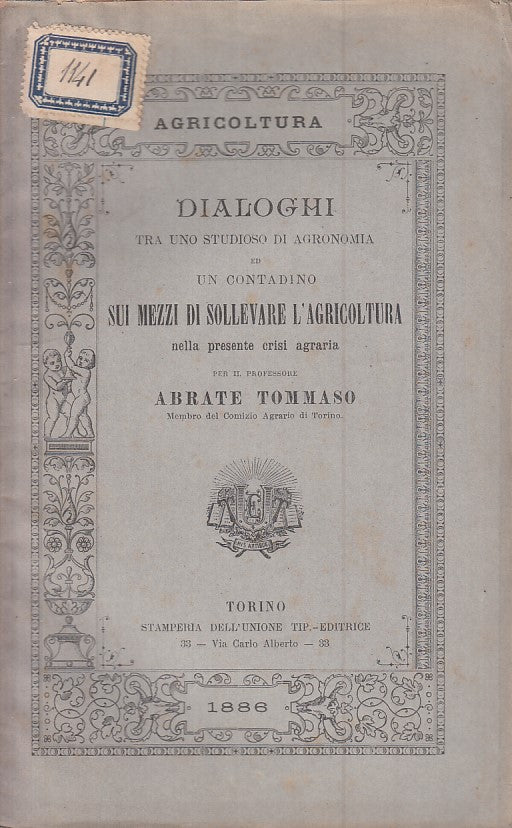 1141
AGRICOLTURA
DIALOGHI
TRA UNO STUDIOSO DI AGRONOMIA
ED
UN CONTADINO
SUI MEZZI DI SOLLEVARE L'AGRICOLTURA
nella presente crisi agraria
PER IL PROFESSORE
ABRATE TOMMASO
Membro del Comizio Agrario di Torino.
TORINO
STAMPERIA DELL'UNIONE TIP.-EDITRICE
33 — Via Carlo Alberto — 33
1886